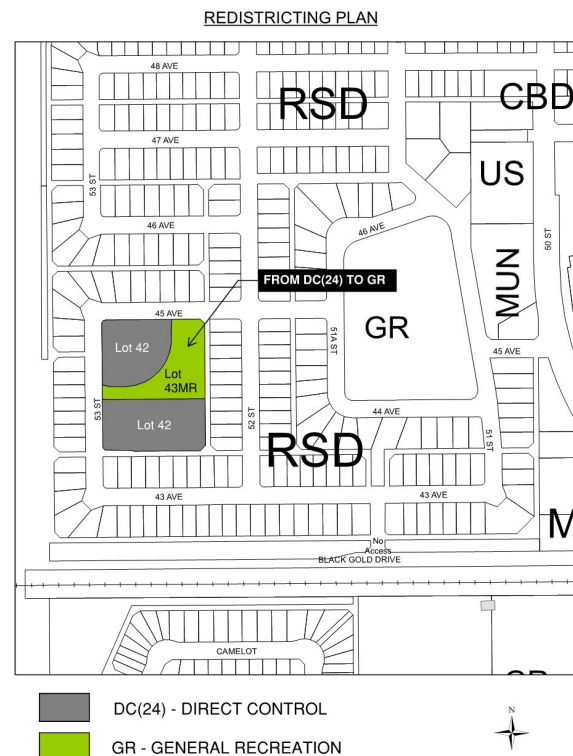 REDISTRICTING PLAN
48 AVE
RSD
CBD
47 AVE
53 ST
US
46 AVE
46 AVE
50 ST
MUN
FROM DC(24) TO GR
45 AVE
Lot 42
51A ST
GR
45 AVE
Lot
43MR
53 ST
52 ST
44 AVE
Lot 42
51 ST
RSD
43 AVE
43 AVE
M
No
Access
BLACK GOLD DRIVE
CAMELOT
DC(24) - DIRECT CONTROL
N
GR - GENERAL RECREATION